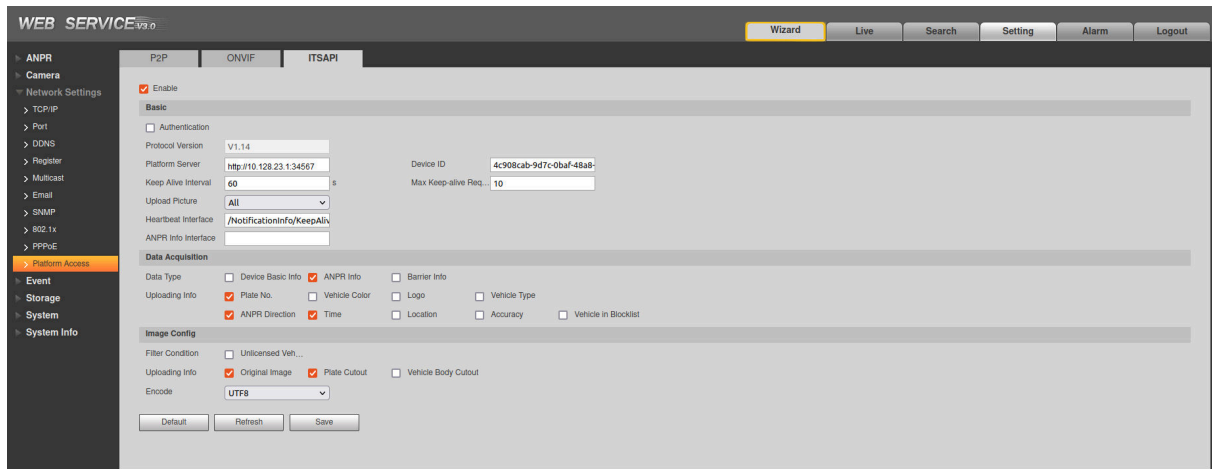 WEB SERVICE V3.0
Wizard Live Search Setting Alarm Logout
ANPR
Camera
Network Settings
TCP/IP
Port
DDNS
Register
Multicast
Email
SNMP
802.1x
PPPoE
Platform Access
Event
Storage
System
System Info
P2P ONVIF ITSAPI
Enable
Basic
Authentication
Protocol Version V1.14
Platform Server http://10.128.23.1:34567 Device ID 4c908cab-9d7c-0baf-48a8-
Keep Alive Interval 60 s Max Keep-alive Req... 10
Upload Picture All
Heartbeat Interface /NotificationInfo/KeepAliv
ANPR Info Interface
Data Acquisition
Data Type Device Basic Info ANPR Info Barrier Info
Uploading Info Plate No. Vehicle Color Logo Vehicle Type
ANPR Direction Time Location Accuracy Vehicle in Blocklist
Image Config
Filter Condition Unlicensed Veh...
Uploading Info Original Image Plate Cutout Vehicle Body Cutout
Encode UTF8
Default Refresh Save